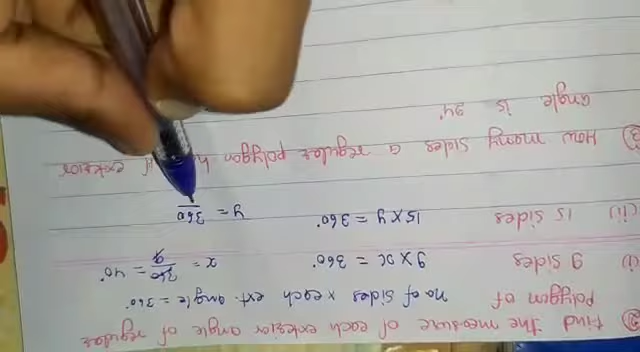 ② Find the measure of each exterior angle of regular
polygon of
no of sides × each ext. angle = 360°
(i) 9 sides 9 × x = 360° x = 360/9 = 40°
(ii) 15 sides 15 × y = 360° y = 360
③ How many sides a regular polygon h if exterior
angle is 24°